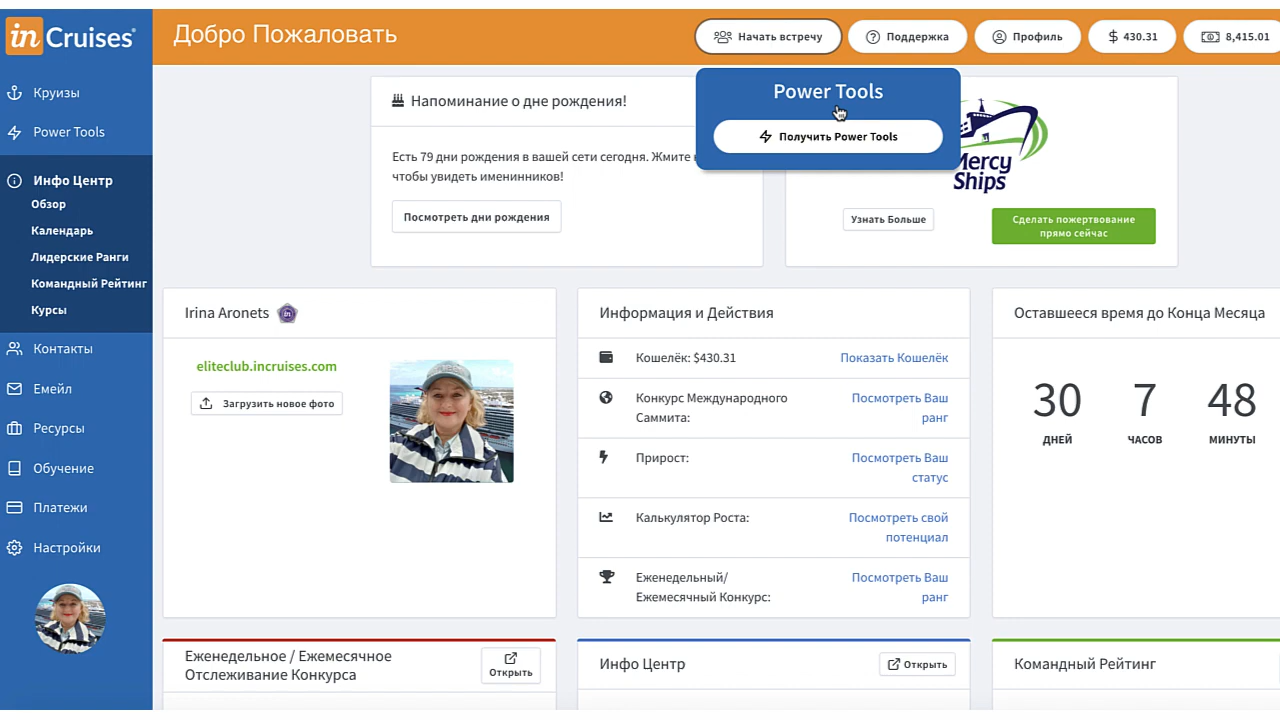 inCruises®
Добро Пожаловать
Начать встречу
Поддержка
Профиль
$ 430.31
8,415.01
Круизы
Power Tools
Инфо Центр
Обзор
Календарь
Лидерские Ранги
Командный Рейтинг
Курсы
Контакты
Емейл
Ресурсы
Обучение
Платежи
Настройки
Напоминание о дне рождения!
Есть 79 дни рождения в вашей сети сегодня. Жмите
чтобы увидеть именинников!
Посмотреть дни рождения
Power Tools
Получить Power Tools
Mercy
Ships
Узнать Больше
Сделать пожертвование
прямо сейчас
Irina Aronets in
eliteclub.incruises.com
Загрузить новое фото
Информация и Действия
Кошелёк: $430.31
Показать Кошелёк
Конкурс Международного
Саммита:
Посмотреть Ваш
ранг
Прирост:
Посмотреть Ваш
статус
Калькулятор Роста:
Посмотреть свой
потенциал
Еженедельный/
Ежемесячный Конкурс:
Посмотреть Ваш
ранг
Оставшееся время до Конца Месяца
30 7 48
ДНЕЙ ЧАСОВ МИНУТЫ
Еженедельное / Ежемесячное
Отслеживание Конкурса
Открыть
Инфо Центр
Открыть
Командный Рейтинг